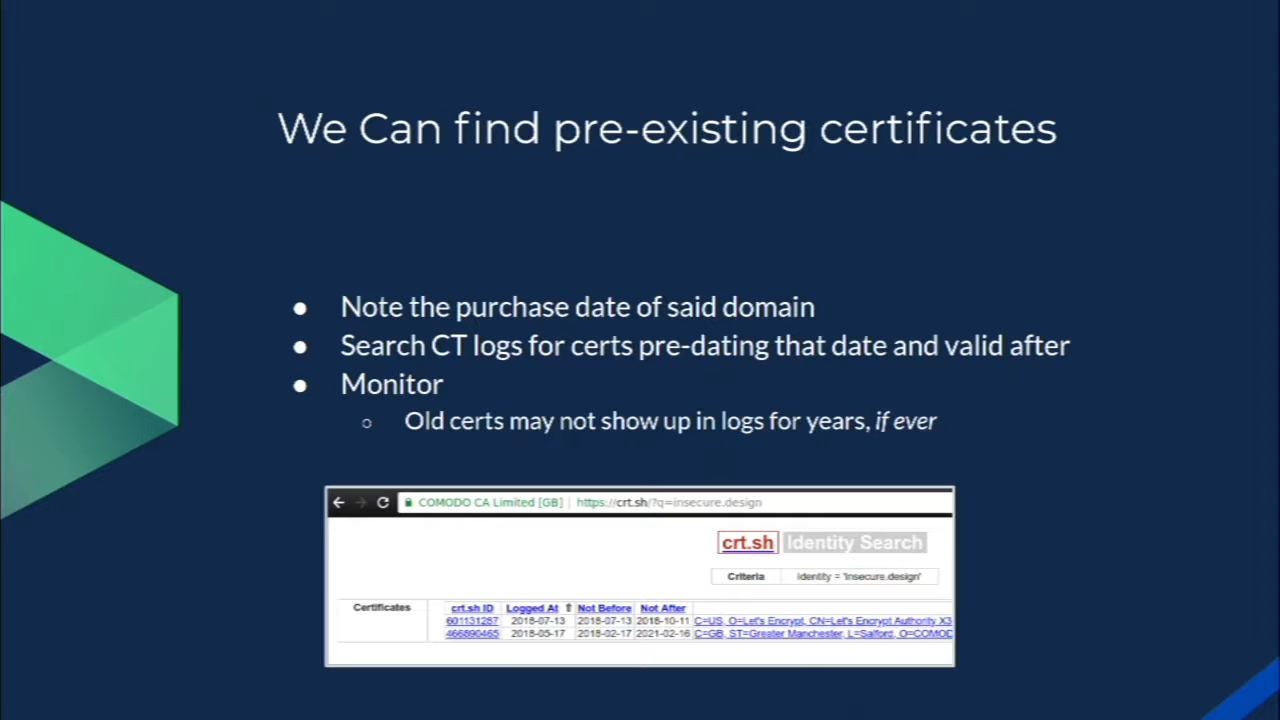 We Can find pre-existing certificates
● Note the purchase date of said domain
● Search CT logs for certs pre-dating that date and valid after
● Monitor
○ Old certs may not show up in logs for years, if ever
COMODO CA Limited [GB] | https://crt.sh/?q=insecure.design
crt.sh Identity Search
Criteria Identity = 'insecure.design'
Certificates crt.sh ID Logged At ⇧ Not Before Not After
601131287 2018-07-13 2018-07-13 2018-10-11 C=US, O=Let's Encrypt, CN=Let's Encrypt Authority X3
466890465 2018-05-17 2018-02-17 2021-02-16 C=GB, ST=Greater Manchester, L=Salford, O=COMOD